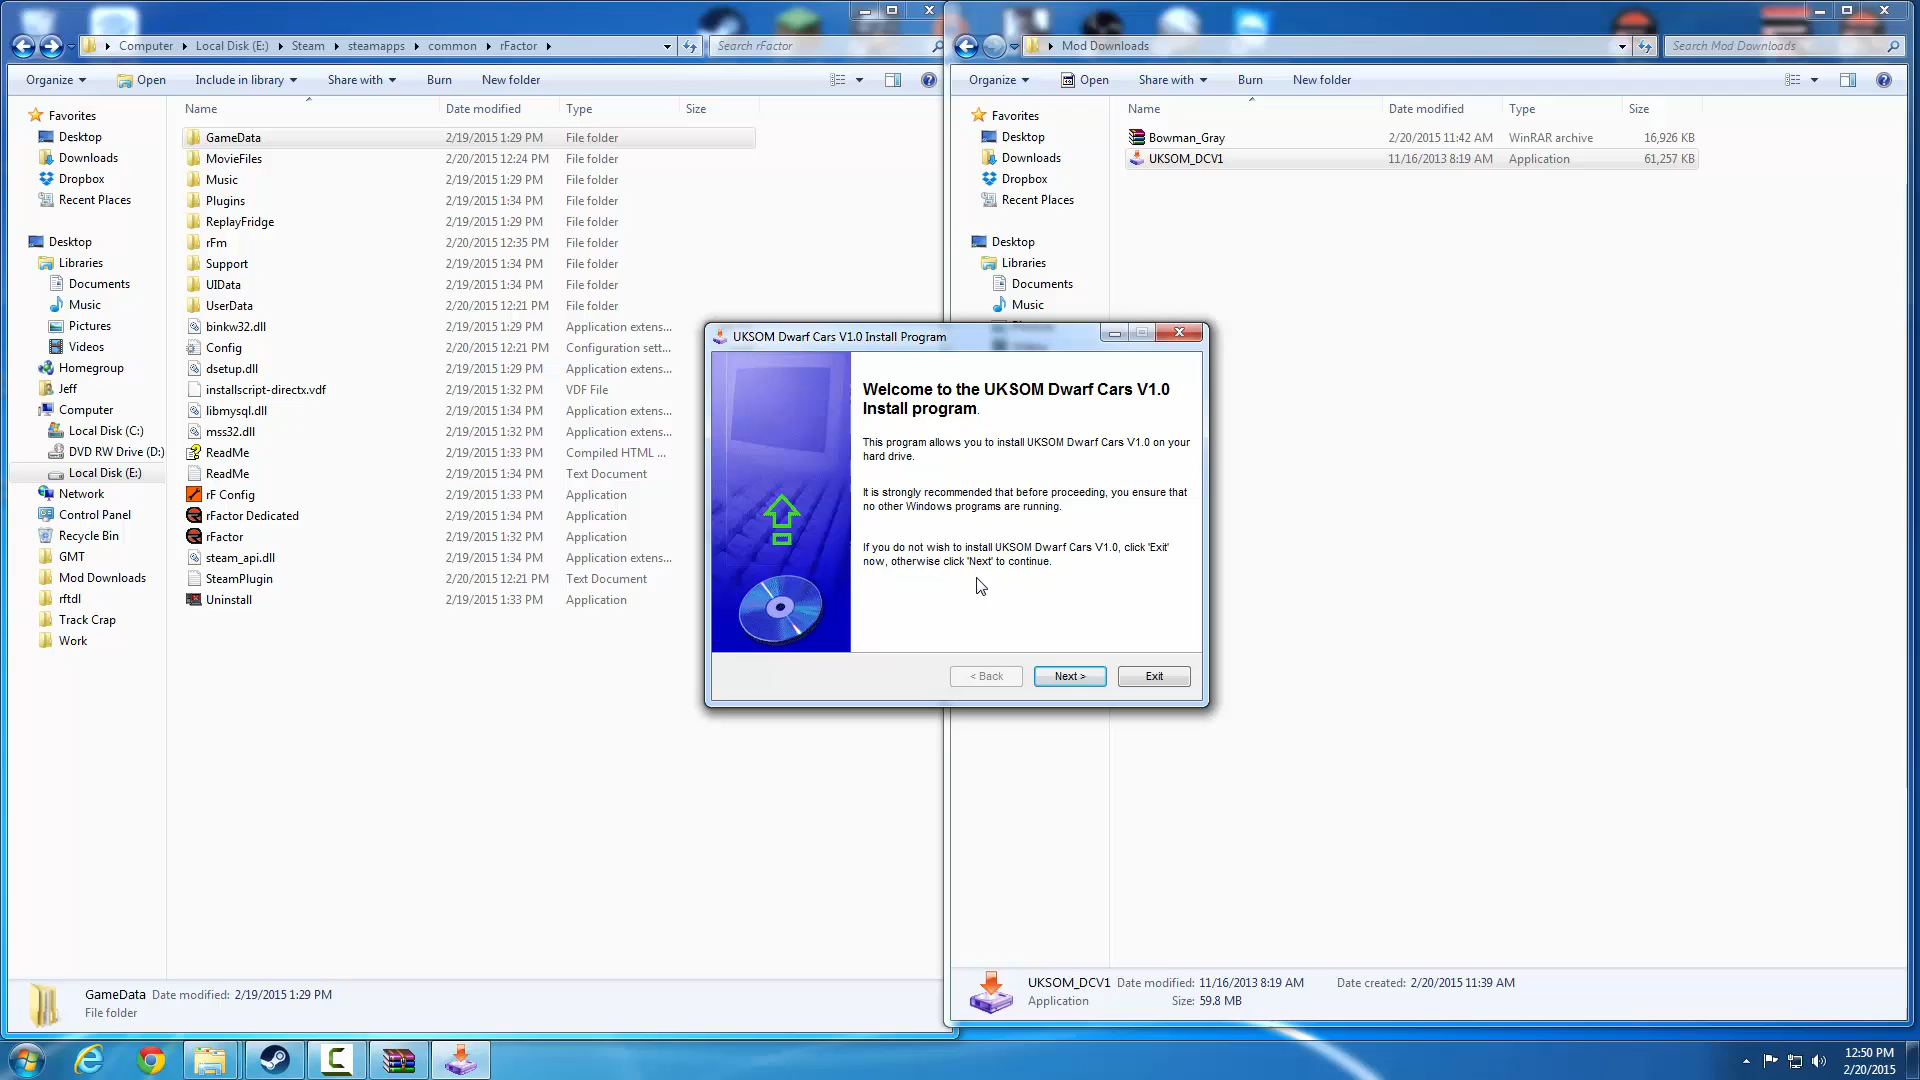 Computer Local Disk (E:) Steam steamapps common rFactor
Search rFactor
Organize Open Include in library Share with Burn New folder
Favorites
Desktop
Downloads
Dropbox
Recent Places
Desktop
Libraries
Documents
Music
Pictures
Videos
Homegroup
Jeff
Computer
Local Disk (C:)
DVD RW Drive (D:)
Local Disk (E:)
Network
Control Panel
Recycle Bin
GMT
Mod Downloads
rftdl
Track Crap
Work
Name Date modified Type Size
GameData 2/19/2015 1:29 PM File folder
MovieFiles 2/20/2015 12:24 PM File folder
Music 2/19/2015 1:29 PM File folder
Plugins 2/19/2015 1:34 PM File folder
ReplayFridge 2/19/2015 1:29 PM File folder
rFm 2/20/2015 12:35 PM File folder
Support 2/19/2015 1:34 PM File folder
UIData 2/19/2015 1:34 PM File folder
UserData 2/20/2015 12:21 PM File folder
binkw32.dll 2/19/2015 1:29 PM Application extens...
Config 2/20/2015 12:21 PM Configuration sett...
dsetup.dll 2/19/2015 1:29 PM Application extens...
installscript-directx.vdf 2/19/2015 1:32 PM VDF File
libmysql.dll 2/19/2015 1:34 PM Application extens...
mss32.dll 2/19/2015 1:32 PM Application extens...
ReadMe 2/19/2015 1:33 PM Compiled HTML ...
ReadMe 2/19/2015 1:34 PM Text Document
rF Config 2/19/2015 1:33 PM Application
rFactor Dedicated 2/19/2015 1:34 PM Application
rFactor 2/19/2015 1:32 PM Application
steam_api.dll 2/19/2015 1:34 PM Application extens...
SteamPlugin 2/20/2015 12:21 PM Text Document
Uninstall 2/19/2015 1:33 PM Application
GameData Date modified: 2/19/2015 1:29 PM
File folder
Mod Downloads
Search Mod Downloads
Organize Open Share with Burn New folder
Favorites
Desktop
Downloads
Dropbox
Recent Places
Desktop
Libraries
Documents
Music
Name Date modified Type Size
Bowman_Gray 2/20/2015 11:42 AM WinRAR archive 16,926 KB
UKSOM_DCV1 11/16/2013 8:19 AM Application 61,257 KB
UKSOM_DCV1 Date modified: 11/16/2013 8:19 AM Date created: 2/20/2015 11:39 AM
Application Size: 59.8 MB
UKSOM Dwarf Cars V1.0 Install Program
Welcome to the UKSOM Dwarf Cars V1.0
Install program.
This program allows you to install UKSOM Dwarf Cars V1.0 on your
hard drive.
It is strongly recommended that before proceeding, you ensure that
no other Windows programs are running.
If you do not wish to install UKSOM Dwarf Cars V1.0, click 'Exit'
now, otherwise click 'Next' to continue.
< Back Next > Exit
12:50 PM
2/20/2015